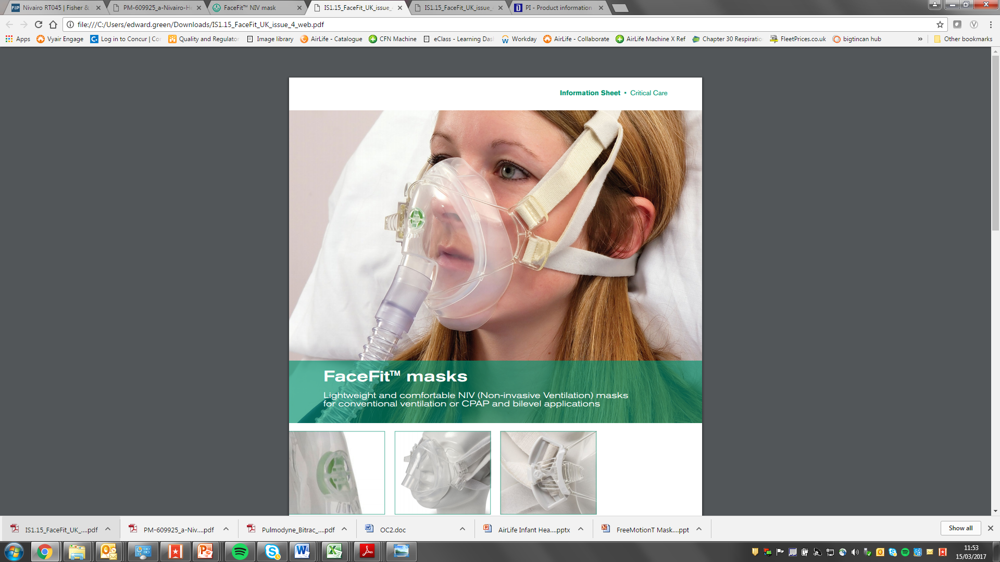 Nivairo RT045 | Fisher &
PM-609925_a-Nivairo-He
FaceFit™ NIV mask
IS1.15_FaceFit_UK_issue_
IS1.15_FaceFit_UK_issue_
PI - Product information
file:///C:/Users/edward.green/Downloads/IS1.15_FaceFit_UK_issue_4_web.pdf
Apps
Vyair Engage
Log in to Concur | Con
Quality and Regulator
Image library
AirLife - Catalogue
CFN Machine
eClass - Learning Das
Workday
AirLife - Collaborate
AirLife Machine X Ref
Chapter 30 Respiratio
FleetPrices.co.uk
bigtincan hub
»
Other bookmarks
Information Sheet • Critical Care
FaceFit™ masks
Lightweight and comfortable NIV (Non-invasive Ventilation) masks
for conventional ventilation or CPAP and bilevel applications
IS1.15_FaceFit_UK_....pdf
PM-609925_a-Niv....pdf
Pulmodyne_Bitrac_....pdf
OC2.doc
AirLife Infant Hea....pptx
FreeMotionT Mask....ppt
Show all
11:53
15/03/2017